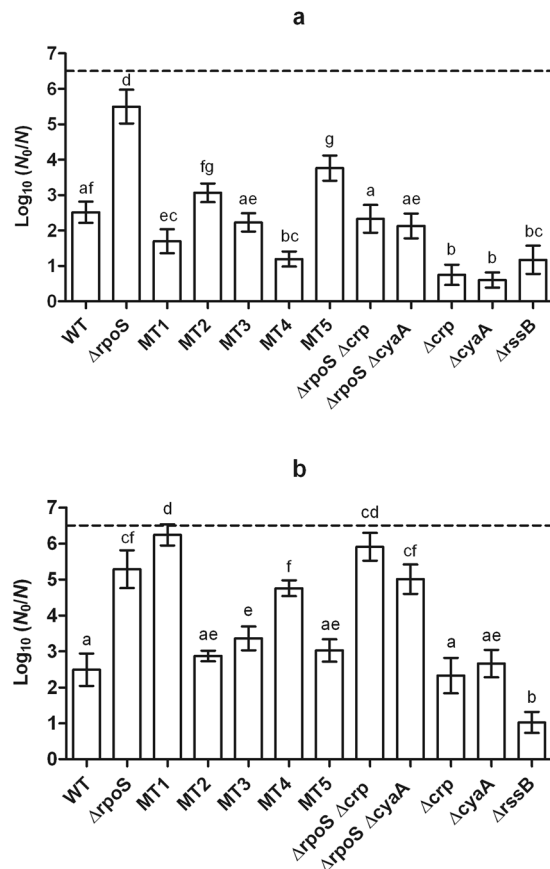 a
Log₁₀ (N₀/N)
7
6
5
4
3
2
1
0
af
d
ec
fg
ae
bc
g
a
ae
b
b
bc
WT
ΔrpoS
MT1
MT2
MT3
MT4
MT5
ΔrpoS Δcrp
ΔrpoS ΔcyaA
Δcrp
ΔcyaA
ΔrssB
b
Log₁₀ (N₀/N)
7
6
5
4
3
2
1
0
a
cf
d
ae
e
f
ae
cd
cf
a
ae
b
WT
ΔrpoS
MT1
MT2
MT3
MT4
MT5
ΔrpoS Δcrp
ΔrpoS ΔcyaA
Δcrp
ΔcyaA
ΔrssB